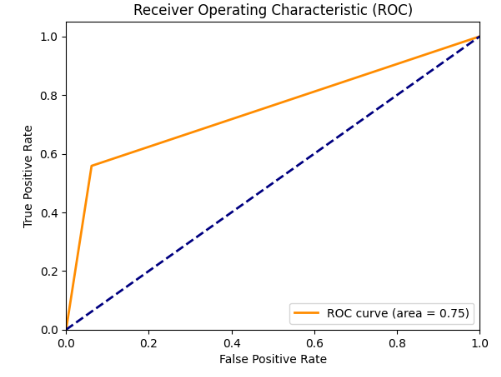 Receiver Operating Characteristic (ROC)
1.0
0.8
0.6
0.4
0.2
0.0
True Positive Rate
ROC curve (area = 0.75)
0.0 0.2 0.4 0.6 0.8 1.0
False Positive Rate